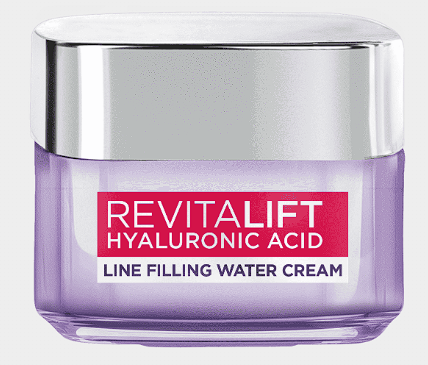 REVITALIFT
HYALURONIC ACID
LINE FILLING WATER CREAM